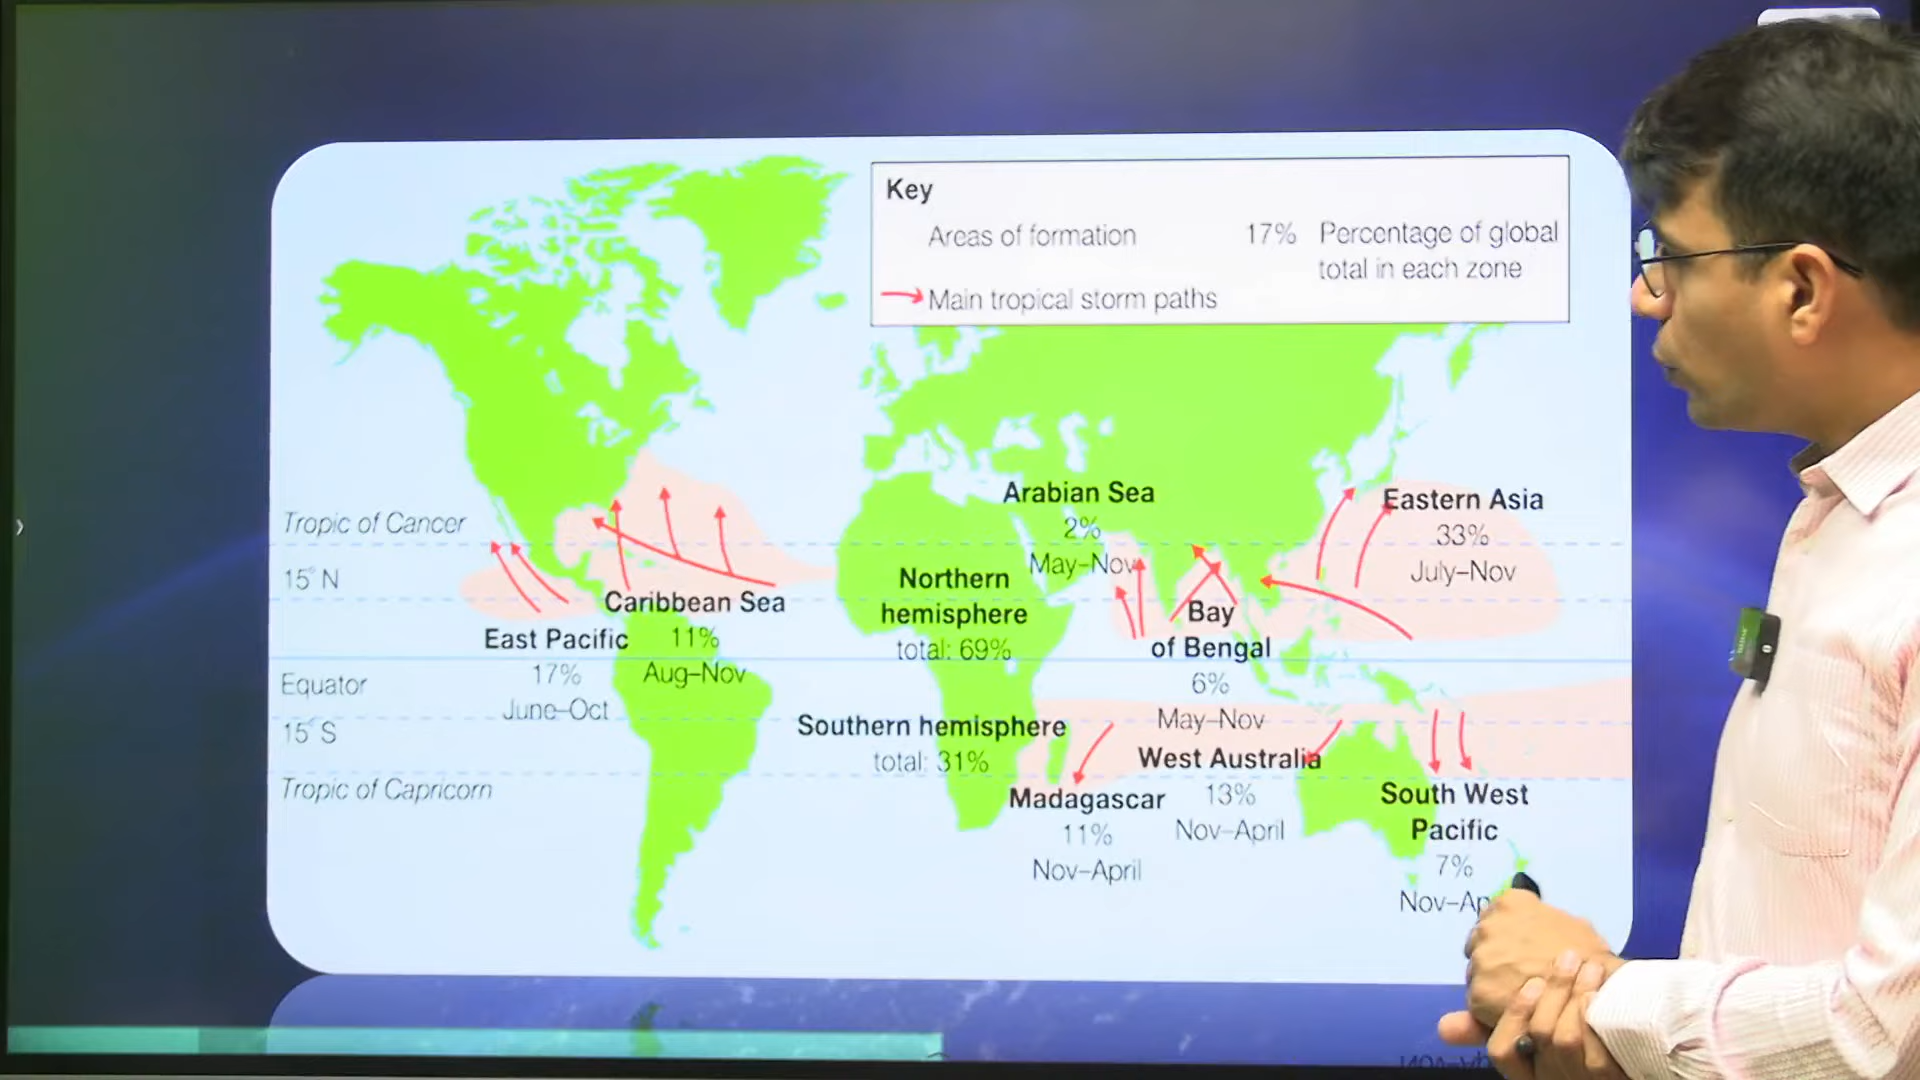 Key
Areas of formation
17% Percentage of global
total in each zone
Main tropical storm paths
Tropic of Cancer
15° N
Equator
15° S
Tropic of Capricorn
East Pacific
17%
June–Oct
Caribbean Sea
11%
Aug–Nov
Northern
hemisphere
total: 69%
Southern hemisphere
total: 31%
Arabian Sea
2%
May–Nov
Bay
of Bengal
6%
May–Nov
Eastern Asia
33%
July–Nov
Madagascar
11%
Nov–April
West Australia
13%
Nov–April
South West
Pacific
7%
Nov–Ap